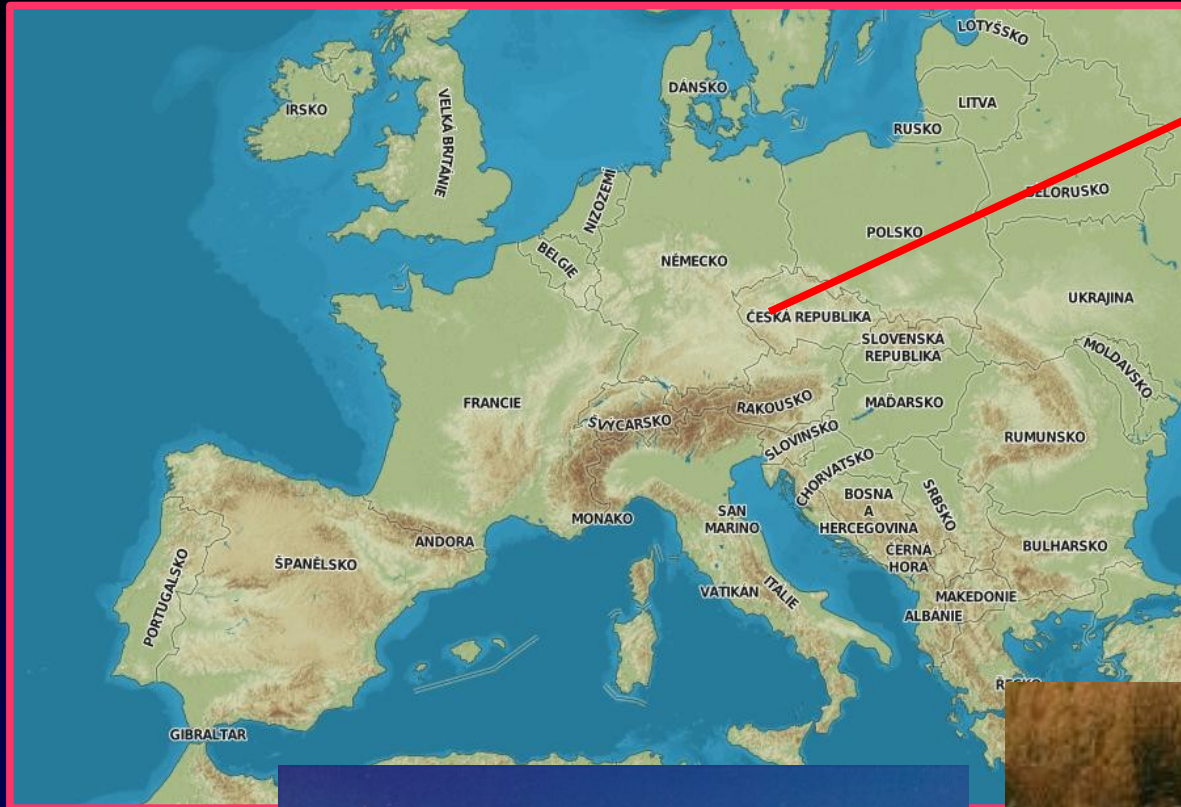 LOTYŠSKO
DÁNSKO
LITVA
IRSKO
VELKÁ BRITÁNIE
RUSKO
BĚLORUSKO
NIZOZEMÍ
POLSKO
BELGIE
NĚMECKO
UKRAJINA
ČESKÁ REPUBLIKA
SLOVENSKÁ
REPUBLIKA
MOLDAVSKO
FRANCIE
RAKOUSKO
MAĎARSKO
ŠVÝCARSKO
RUMUNSKO
SLOVINSKO
CHORVATSKO
BOSNA
A
HERCEGOVINA
SRBSKO
MONAKO
SAN
MARINO
ANDORA
BULHARSKO
ČERNÁ
HORA
ŠPANĚLSKO
PORTUGALSKO
VATIKÁN
ITÁLIE
MAKEDONIE
ALBÁNIE
GIBRALTAR